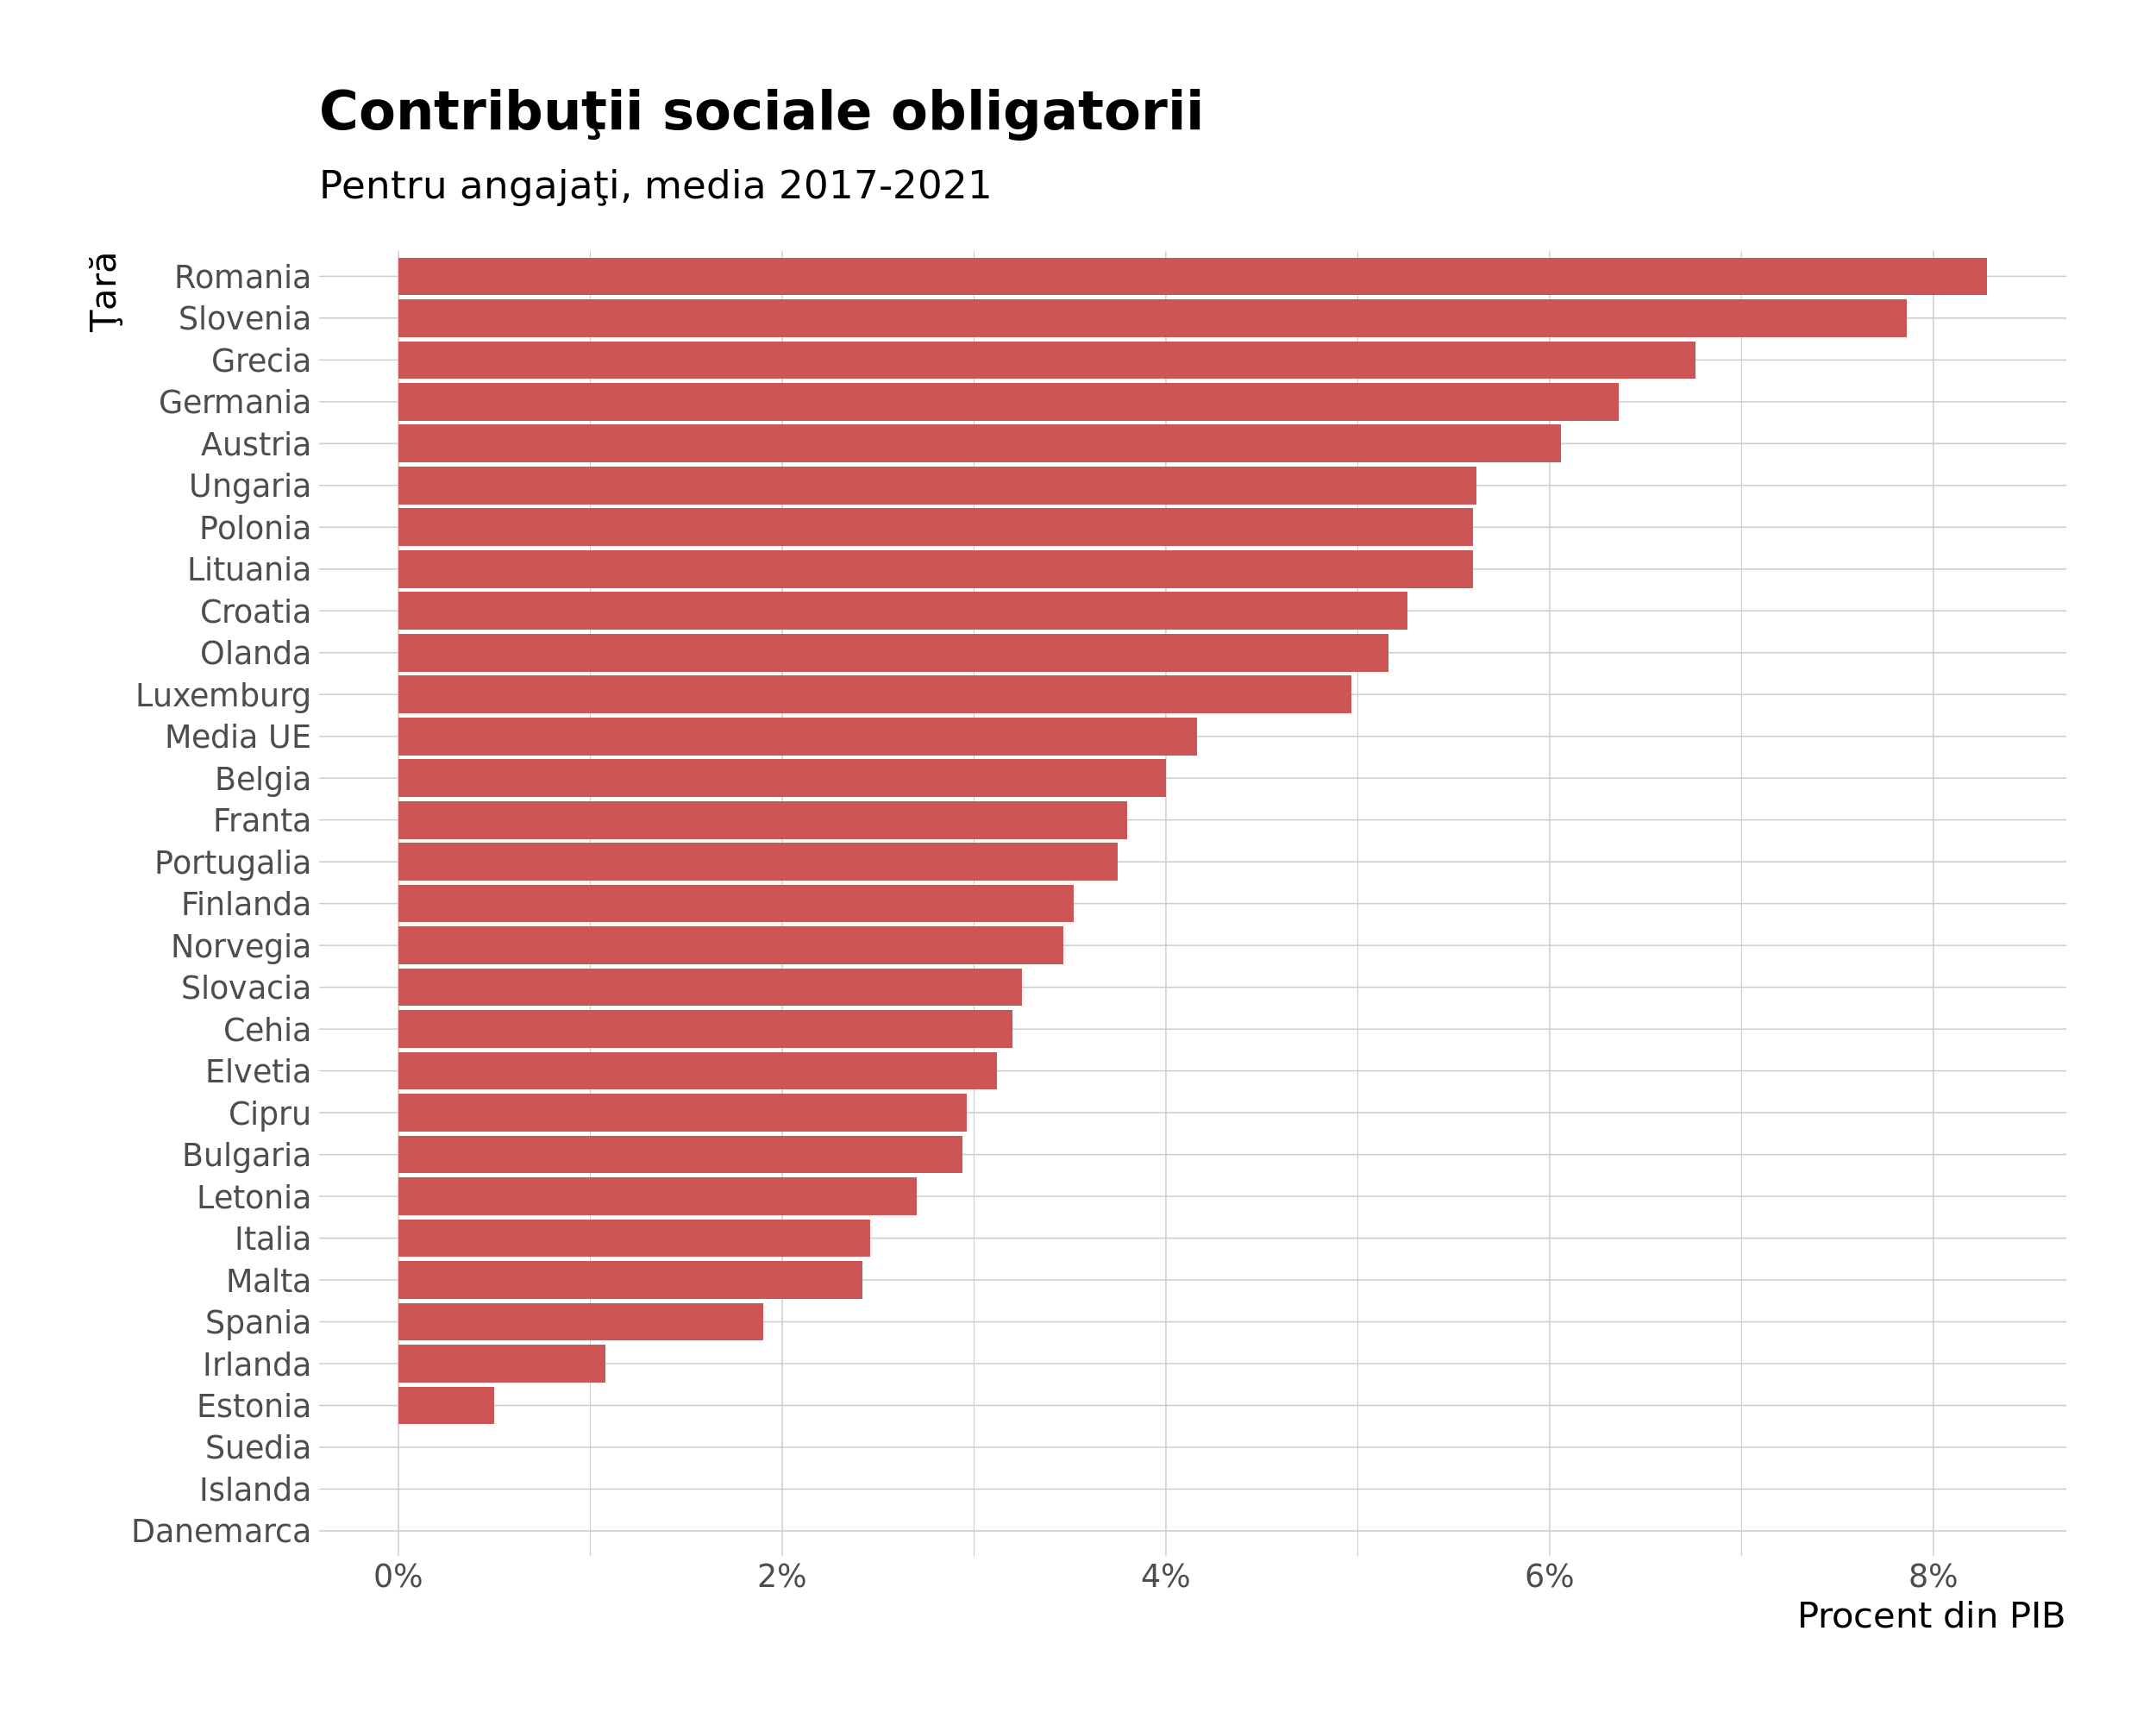 Contribuţii sociale obligatorii
Pentru angajaţi, media 2017-2021
Ţară
Romania
Slovenia
Grecia
Germania
Austria
Ungaria
Polonia
Lituania
Croatia
Olanda
Luxemburg
Media UE
Belgia
Franta
Portugalia
Finlanda
Norvegia
Slovacia
Cehia
Elvetia
Cipru
Bulgaria
Letonia
Italia
Malta
Spania
Irlanda
Estonia
Suedia
Islanda
Danemarca
0% 2% 4% 6% 8%
Procent din PIB